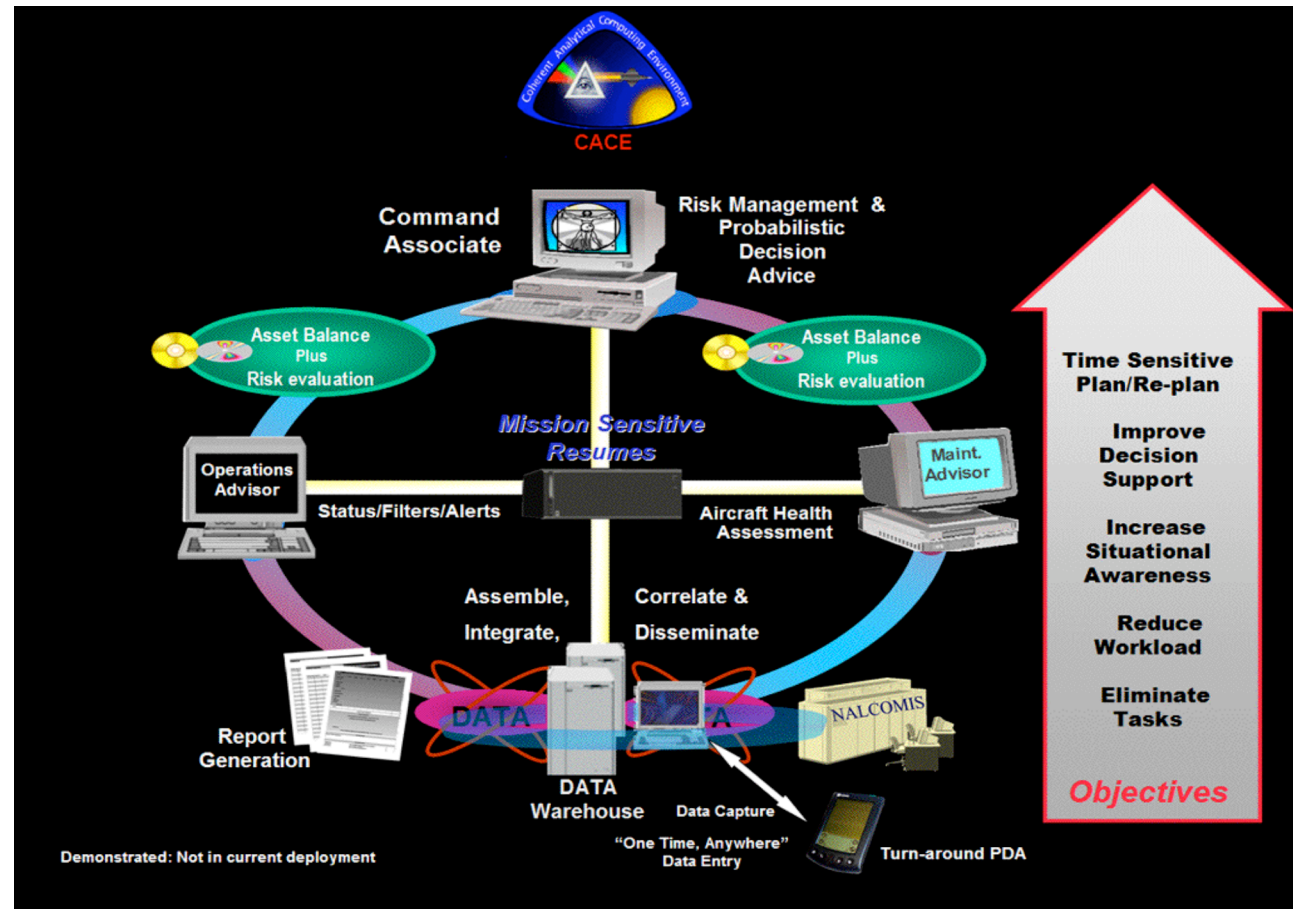 Coherent Analytical Computing Environment
CACE
Command
Associate
Risk Management &
Probabilistic
Decision
Advice
Asset Balance
Plus
Risk evaluation
Asset Balance
Plus
Risk evaluation
Mission Sensitive
Resumes
Operations
Advisor
Maint.
Advisor
Status/Filters/Alerts
Aircraft Health
Assessment
Assemble,
Integrate,
Correlate &
Disseminate
DATA
NALCOMIS
Report
Generation
DATA
Warehouse
Data Capture
“One Time, Anywhere”
Data Entry
Turn-around PDA
Demonstrated: Not in current deployment
Time Sensitive
Plan/Re-plan
Improve
Decision
Support
Increase
Situational
Awareness
Reduce
Workload
Eliminate
Tasks
Objectives